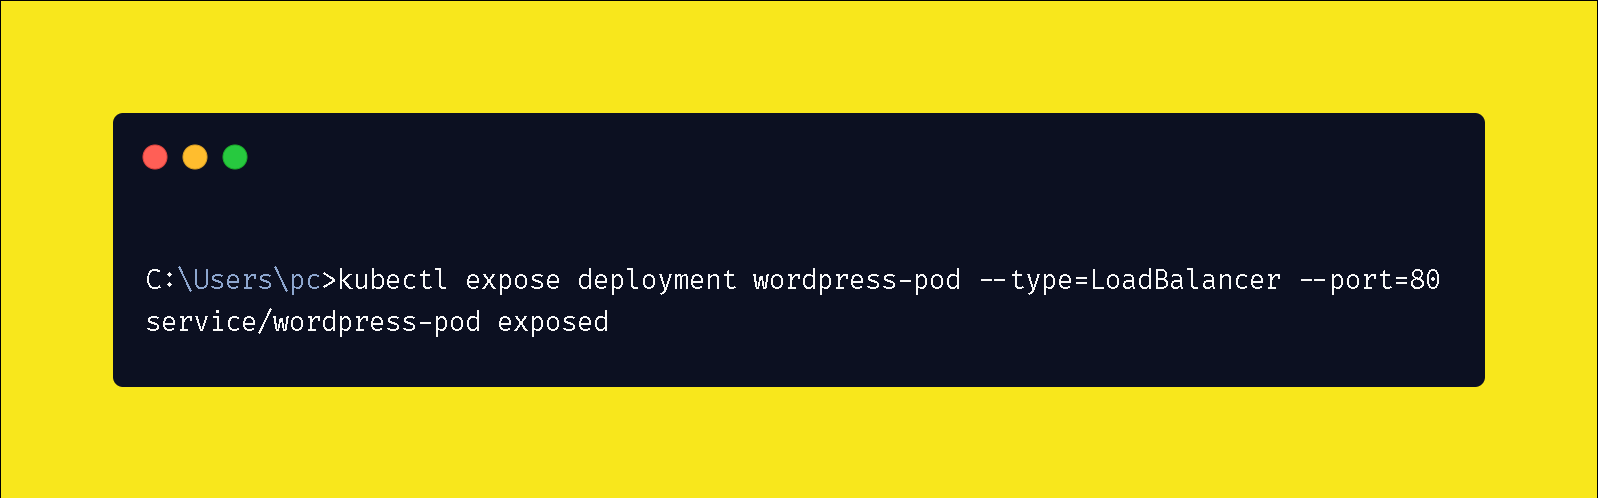 C:\Users\pc>kubectl expose deployment wordpress-pod --type=LoadBalancer --port=80
service/wordpress-pod exposed